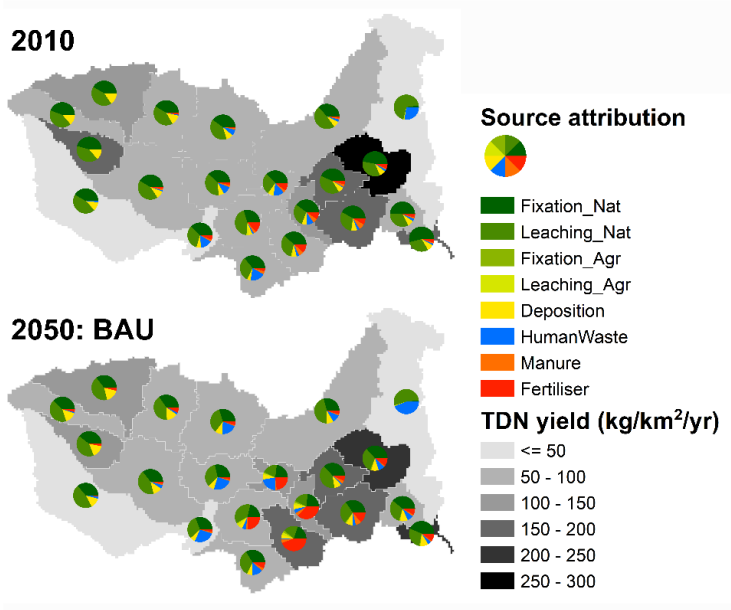 2010
Source attribution
Fixation_Nat
Leaching_Nat
Fixation_Agr
Leaching_Agr
Deposition
HumanWaste
Manure
Fertiliser
2050: BAU
TDN yield (kg/km²/yr)
<= 50
50 - 100
100 - 150
150 - 200
200 - 250
250 - 300